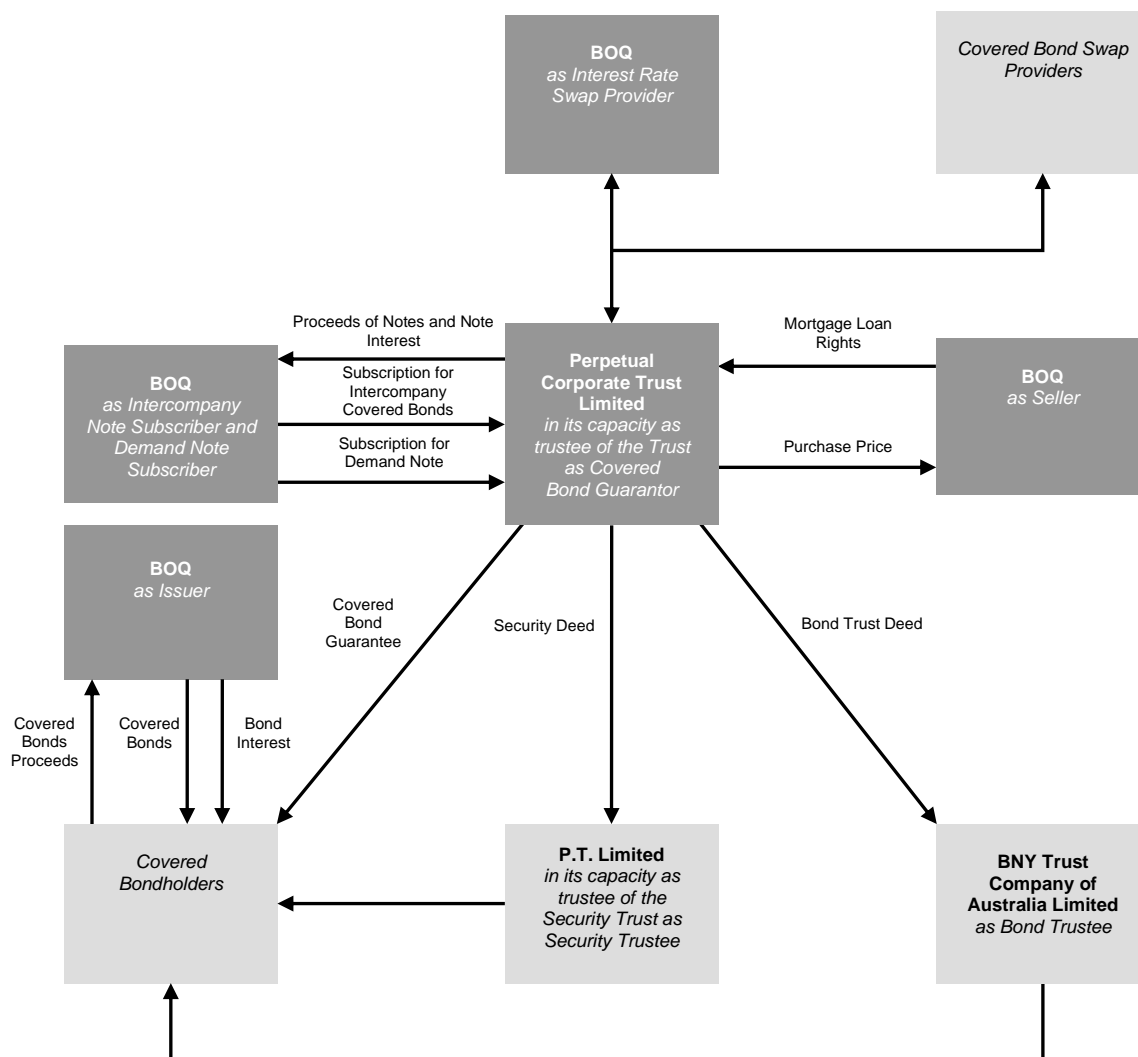 BOQ
as Interest Rate
Swap Provider
Covered Bond Swap
Providers
Proceeds of Notes and Note
Interest
Subscription for
Intercompany
Covered Bonds
Subscription for
Demand Note
BOQ
as Intercompany
Note Subscriber and
Demand Note
Subscriber
Perpetual
Corporate Trust
Limited
in its capacity as
trustee of the Trust
as Covered
Bond Guarantor
Mortgage Loan
Rights
Purchase Price
BOQ
as Seller
BOQ
as Issuer
Covered
Bond
Guarantee
Security Deed
Bond Trust Deed
Covered
Bonds
Proceeds
Covered
Bonds
Bond
Interest
Covered
Bondholders
P.T. Limited
in its capacity as
trustee of the
Security Trust as
Security Trustee
BNY Trust
Company of
Australia Limited
as Bond Trustee